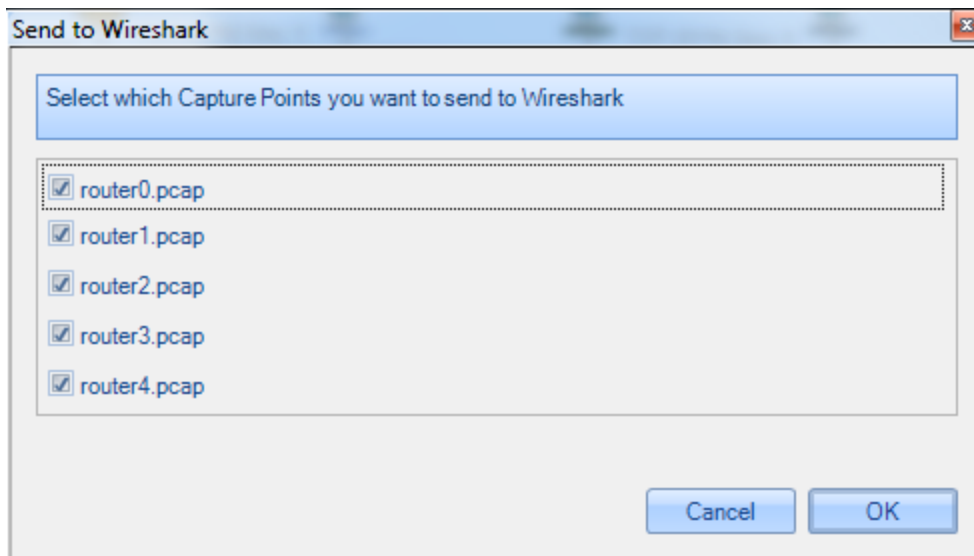 Send to Wireshark
Select which Capture Points you want to send to Wireshark
router0.pcap
router1.pcap
router2.pcap
router3.pcap
router4.pcap
Cancel OK